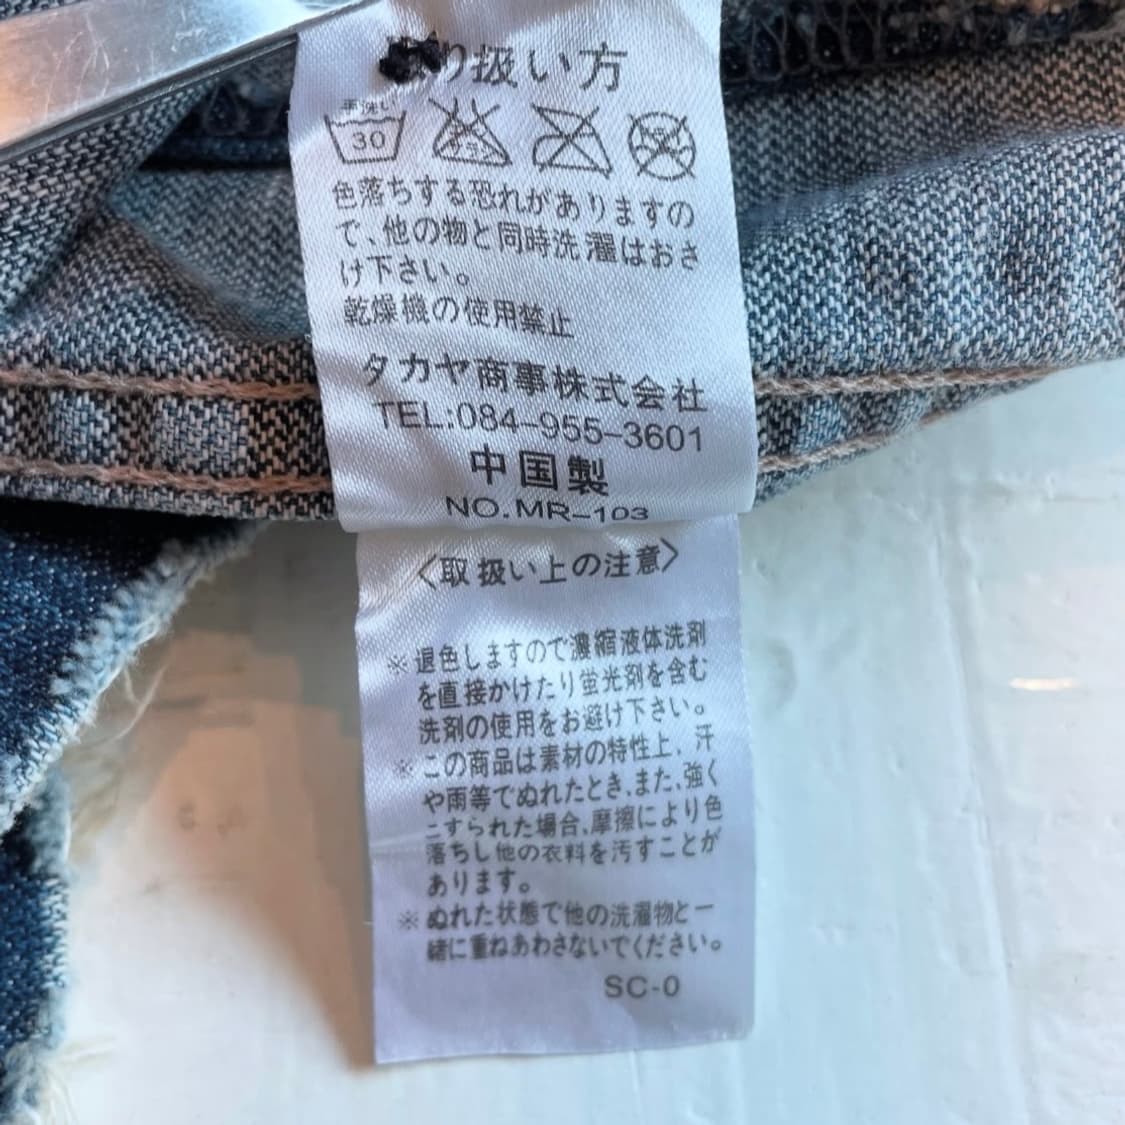 り扱い方
手洗い
30
色落ちする恐れがありますの
で、他の物と同時洗濯はおさ
け下さい。
乾燥機の使用禁止
タカヤ商事株式会社
TEL:084-955-3601
中国製
NO.MR-103
〈取扱い上の注意〉
※退色しますので濃縮液体洗剤
を直接かけたり蛍光剤を含む
洗剤の使用をお避け下さい。
※この商品は素材の特性上、汗
や雨等でぬれたとき、また、強く
こすられた場合、摩擦により色
落ちし他の衣料を汚すことが
あります。
※ぬれた状態で他の洗濯物と一
緒に重ねあわさないでください。
SC-0